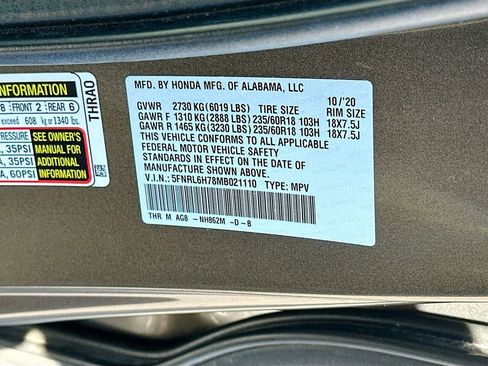 INFORMATION
8 FRONT 2 REAR 6
exceed 608 kg or 1340 lbs.
PRESSURE SEE OWNER'S
A, 35PSI MANUAL FOR
A, 35PSI ADDITIONAL
A, 60PSI INFORMATION
THRA0
MFD. BY HONDA MFG. OF ALABAMA, LLC
10/'20
GVWR 2730 KG (6019 LBS) TIRE SIZE RIM SIZE
GAWR F 1310 KG (2888 LBS) 235/60R18 103H 18X7.5J
GAWR R 1465 KG (3230 LBS) 235/60R18 103H 18X7.5J
THIS VEHICLE CONFORMS TO ALL APPLICABLE
FEDERAL MOTOR VEHICLE SAFETY
STANDARDS IN EFFECT ON THE DATE OF
MANUFACTURE SHOWN ABOVE.
V.I.N.: 5FNRL6H78MB021110 TYPE: MPV
THR M AGB -NH862M -D-B